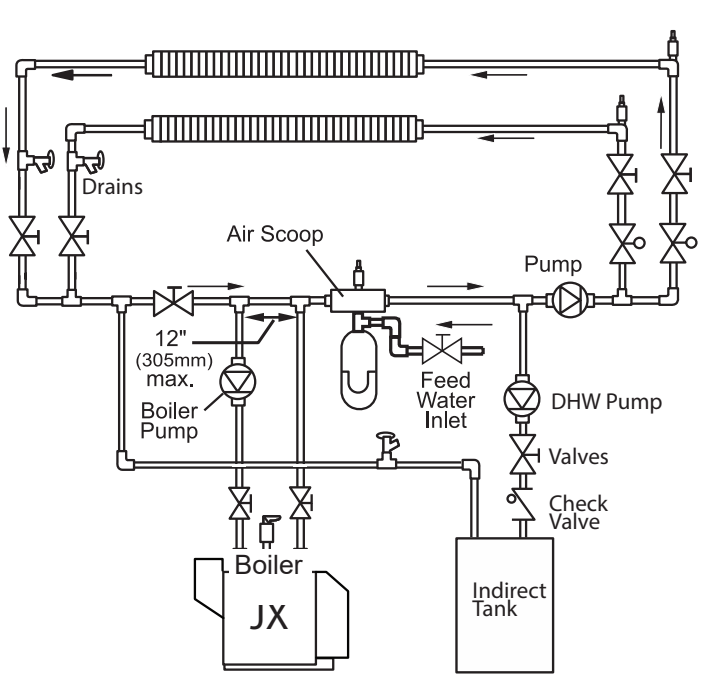 Drains
Air Scoop
Pump
12"
(305mm)
max.
Boiler
Pump
Feed
Water
Inlet
DHW Pump
Valves
Check
Valve
Boiler
JX
Indirect
Tank